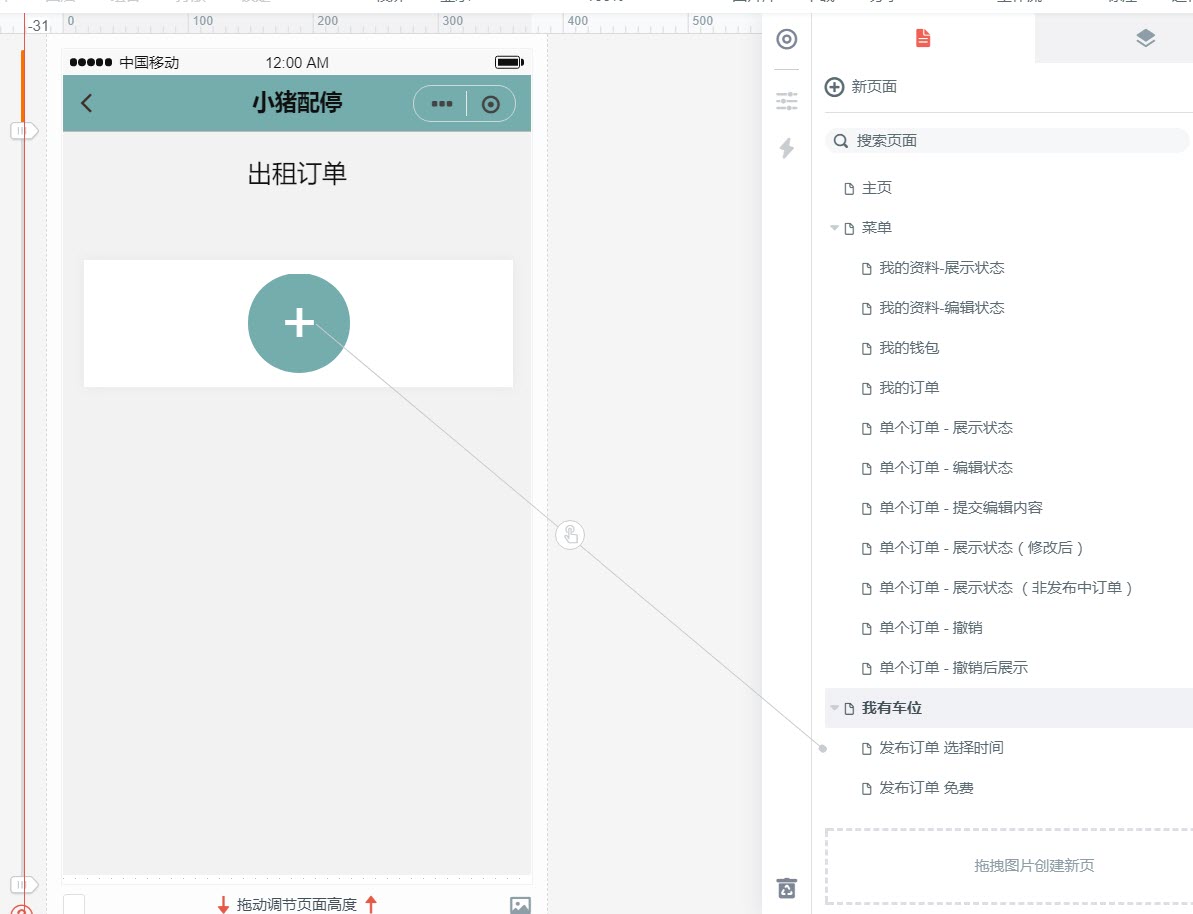 -31
0
100
200
300
400
500
中国移动
12:00 AM
小猪配停
出租订单
拖动调节页面高度
新页面
搜索页面
主页
菜单
我的资料-展示状态
我的资料-编辑状态
我的钱包
我的订单
单个订单 - 展示状态
单个订单 - 编辑状态
单个订单 - 提交编辑内容
单个订单 - 展示状态（修改后）
单个订单 - 展示状态 （非发布中订单）
单个订单 - 撤销
单个订单 - 撤销后展示
我有车位
发布订单 选择时间
发布订单 免费
拖拽图片创建新页